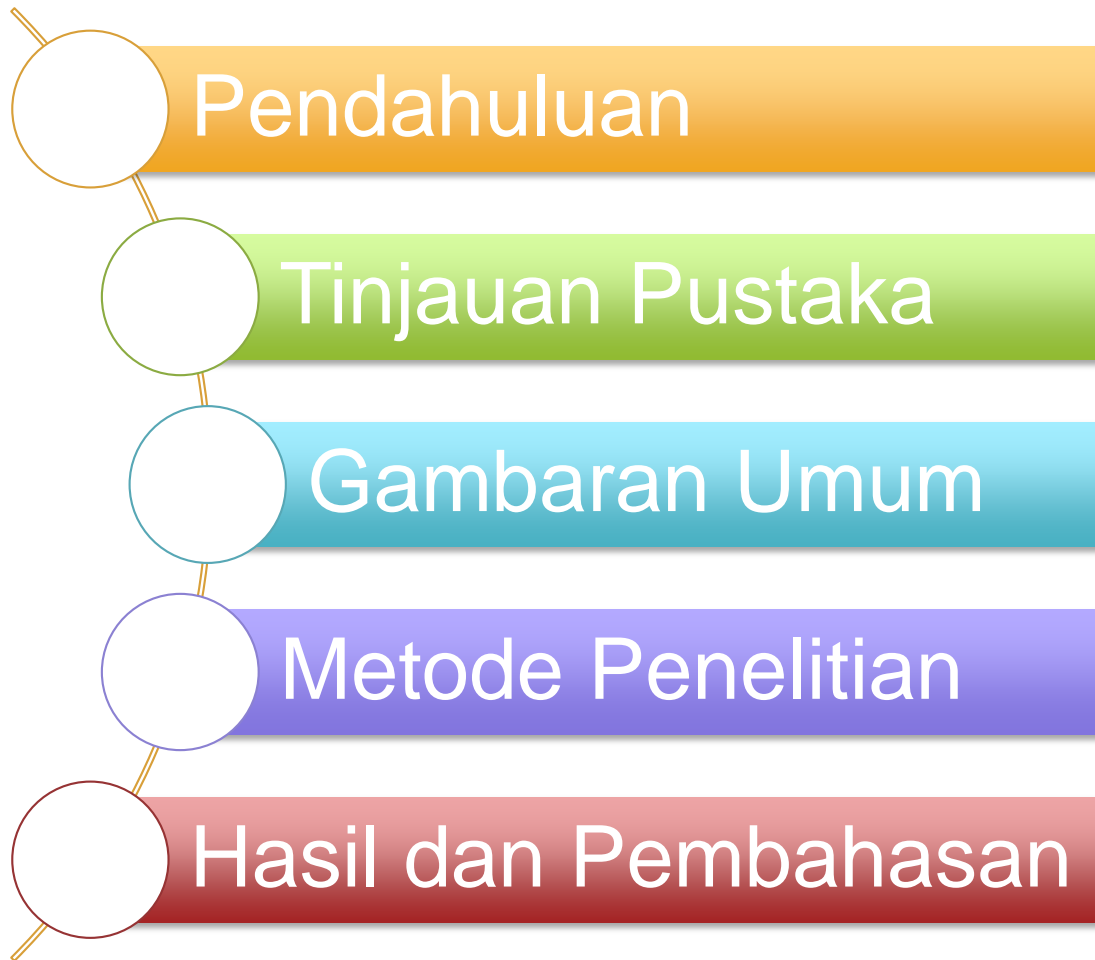 Pendahuluan
Tinjauan Pustaka
Gambaran Umum
Metode Penelitian
Hasil dan Pembahasan